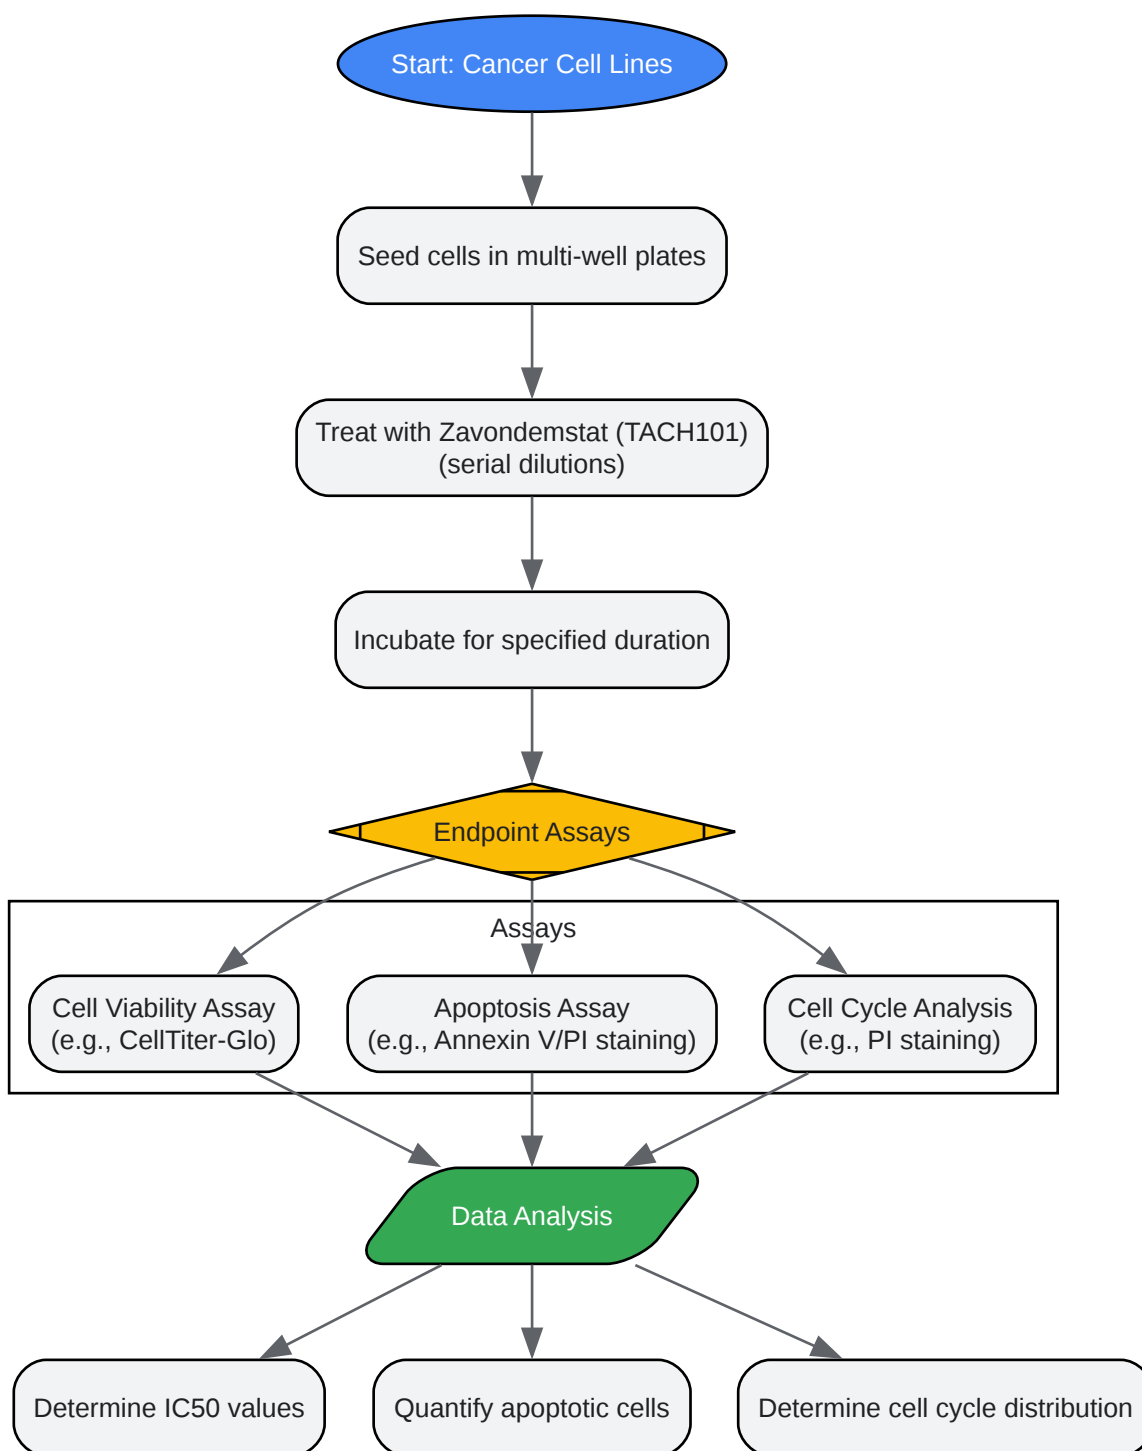 Start: Cancer Cell Lines
Seed cells in multi-well plates
Treat with Zavondemstat (TACH101)
(serial dilutions)
Incubate for specified duration
Endpoint Assays
Assays
Cell Viability Assay
(e.g., CellTiter-Glo)
Apoptosis Assay
(e.g., Annexin V/PI staining)
Cell Cycle Analysis
(e.g., PI staining)
Data Analysis
Determine IC50 values
Quantify apoptotic cells
Determine cell cycle distribution